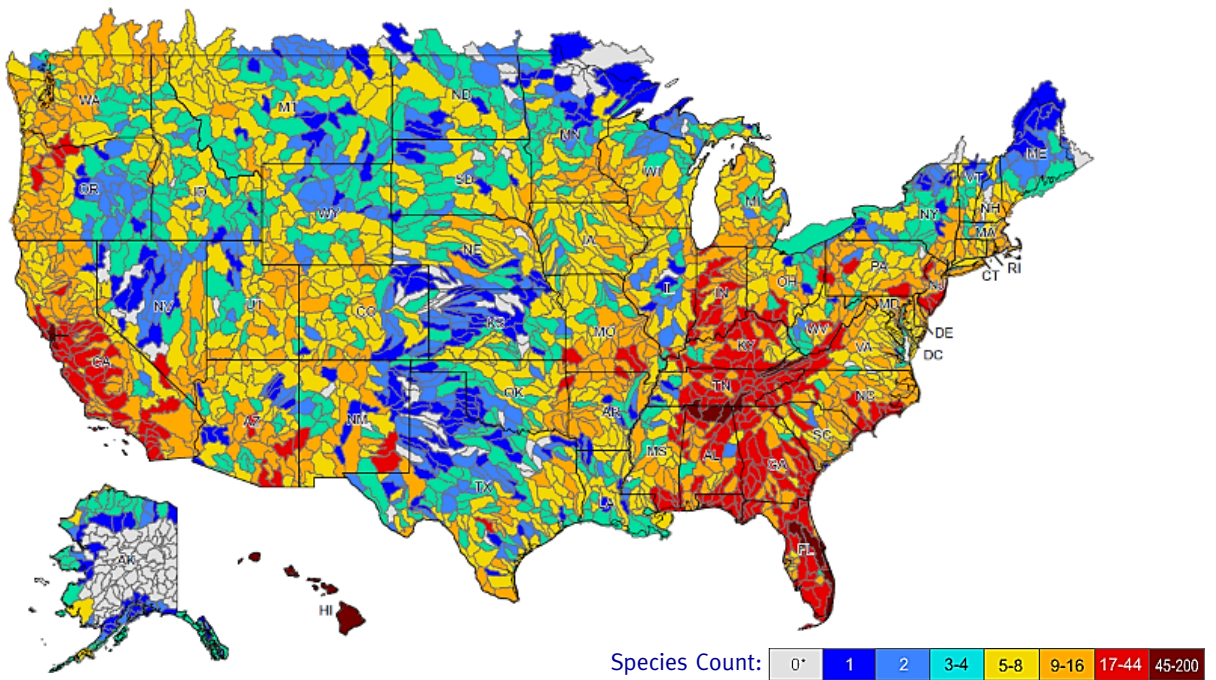 WA
MT
ND
MN
ME
OR
ID
SD
WI
VT
NH
NY
MI
MA
CT
RI
WY
NE
IA
PA
NJ
NV
UT
CO
KS
IL
IN
OH
MD
DE
WV
VA
DC
CA
MO
KY
AZ
NM
OK
AR
TN
NC
SC
MS
AL
GA
TX
LA
FL
AK
HI
Species Count: 0* 1 2 3-4 5-8 9-16 17-44 45-200